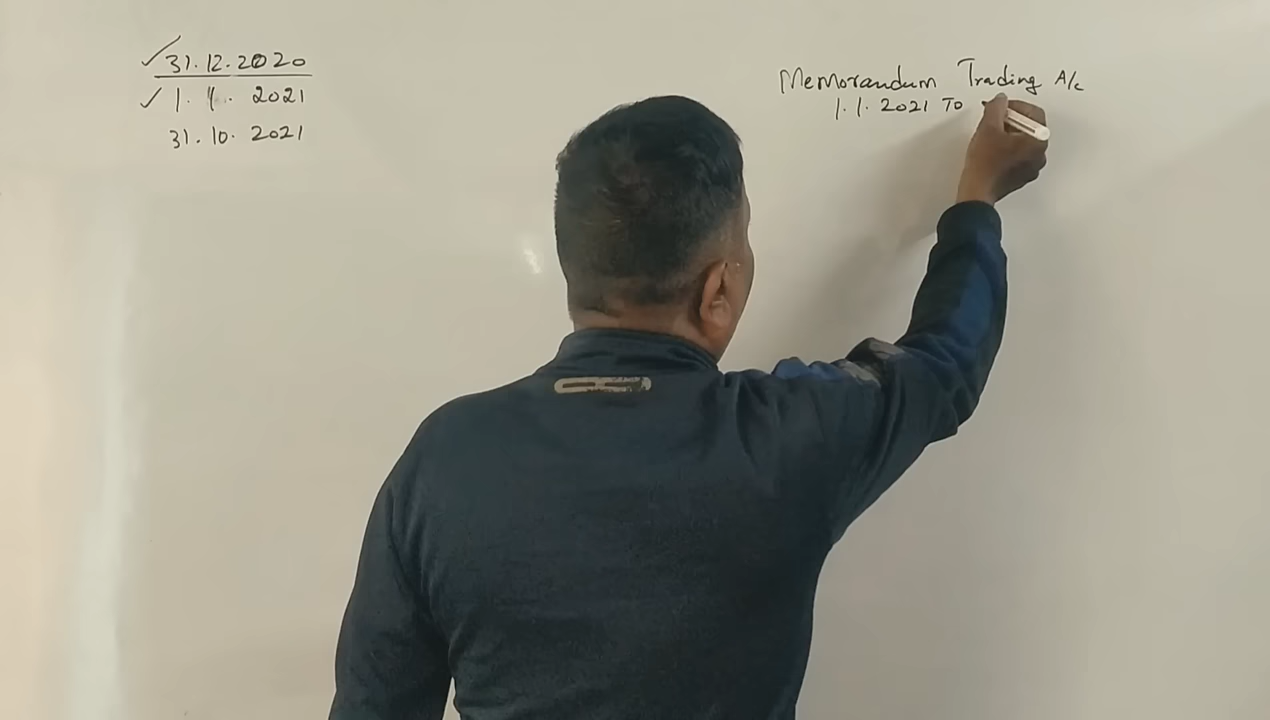 ✓ 31.12.2020
✓ 1. 1. 2021
31.10.2021
Memorandum Trading A/c
1.1.2021 To